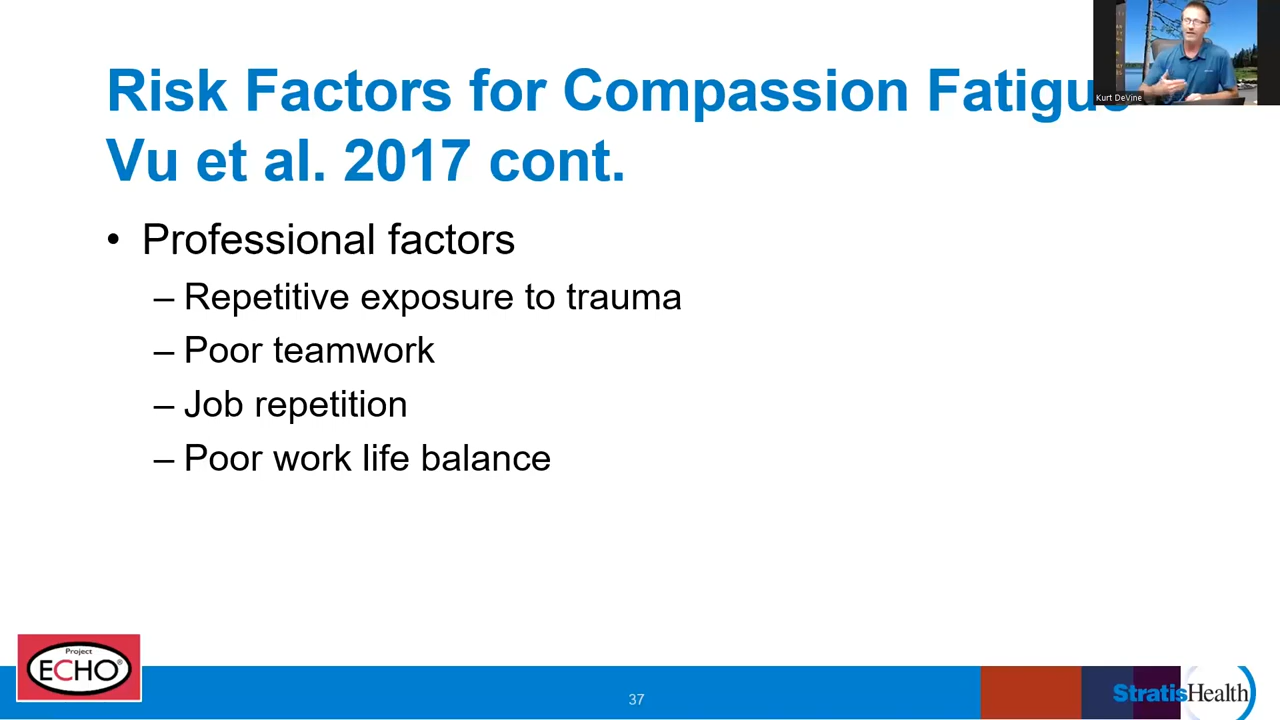 Risk Factors for Compassion Fatigue
Vu et al. 2017 cont.
Kurt DeVine
• Professional factors
– Repetitive exposure to trauma
– Poor teamwork
– Job repetition
– Poor work life balance
Project
ECHO®
37
StratisHealth